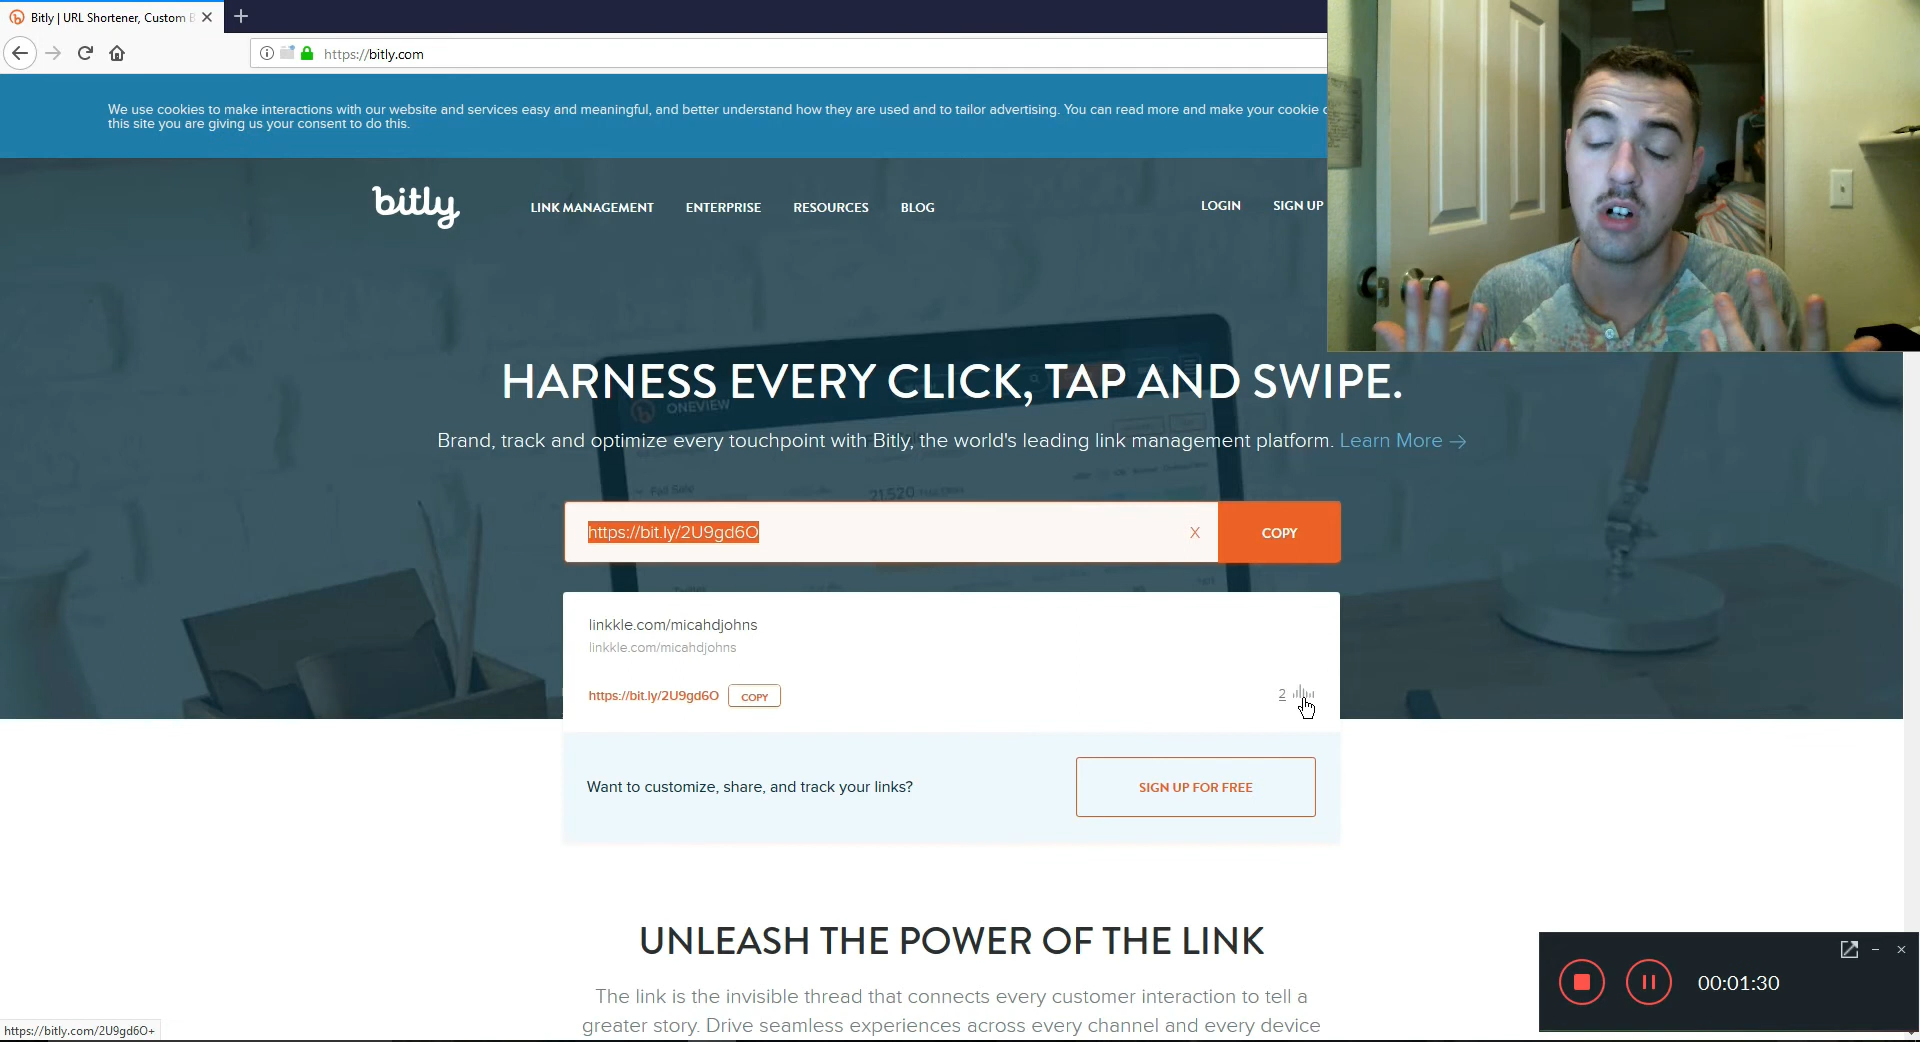 Bitly | URL Shortener, Custom B
https://bitly.com
We use cookies to make interactions with our website and services easy and meaningful, and better understand how they are used and to tailor advertising. You can read more and make your cookie c
this site you are giving us your consent to do this.
bitly
LINK MANAGEMENT ENTERPRISE RESOURCES BLOG LOGIN SIGN UP
HARNESS EVERY CLICK, TAP AND SWIPE.
ONEVIEW
Brand, track and optimize every touchpoint with Bitly, the world's leading link management platform. Learn More →
21,520
https://bit.ly/2U9gd6O X COPY
linkkle.com/micahdjohns
linkkle.com/micahdjohns
https://bit.ly/2U9gd6O COPY 2
Want to customize, share, and track your links? SIGN UP FOR FREE
UNLEASH THE POWER OF THE LINK
The link is the invisible thread that connects every customer interaction to tell a
greater story. Drive seamless experiences across every channel and every device
00:01:30
https://bitly.com/2U9gd6O+